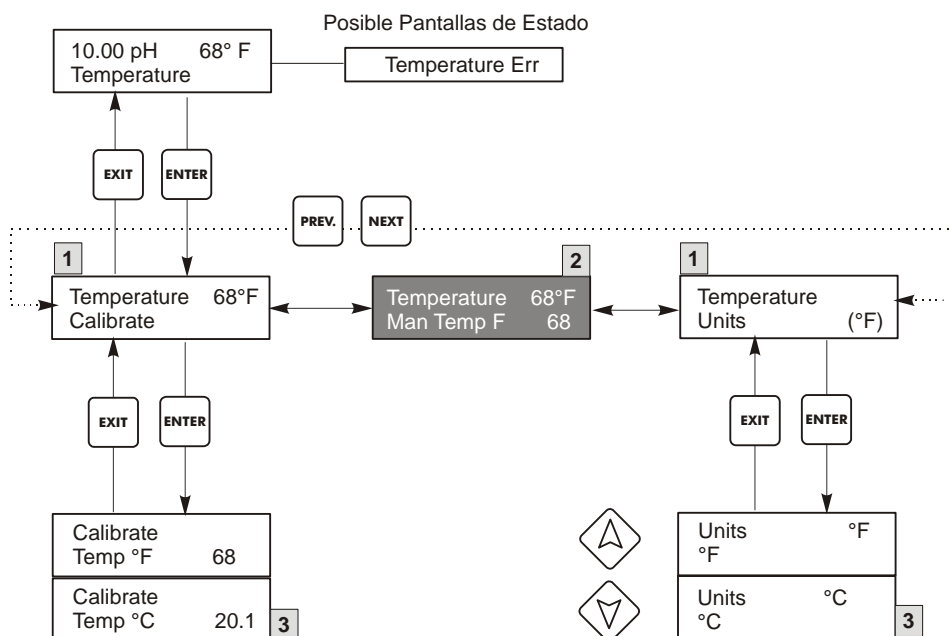 Posible Pantallas de Estado
10.00 pH 68° F
Temperature
Temperature Err
EXIT
ENTER
PREV.
NEXT
1
Temperature 68°F
Calibrate
2
Temperature 68°F
Man Temp F 68
1
Temperature
Units (°F)
EXIT
ENTER
EXIT
ENTER
Calibrate
Temp °F 68
Calibrate
Temp °C 20.1
3
Units °F
°F
Units °C
°C
3